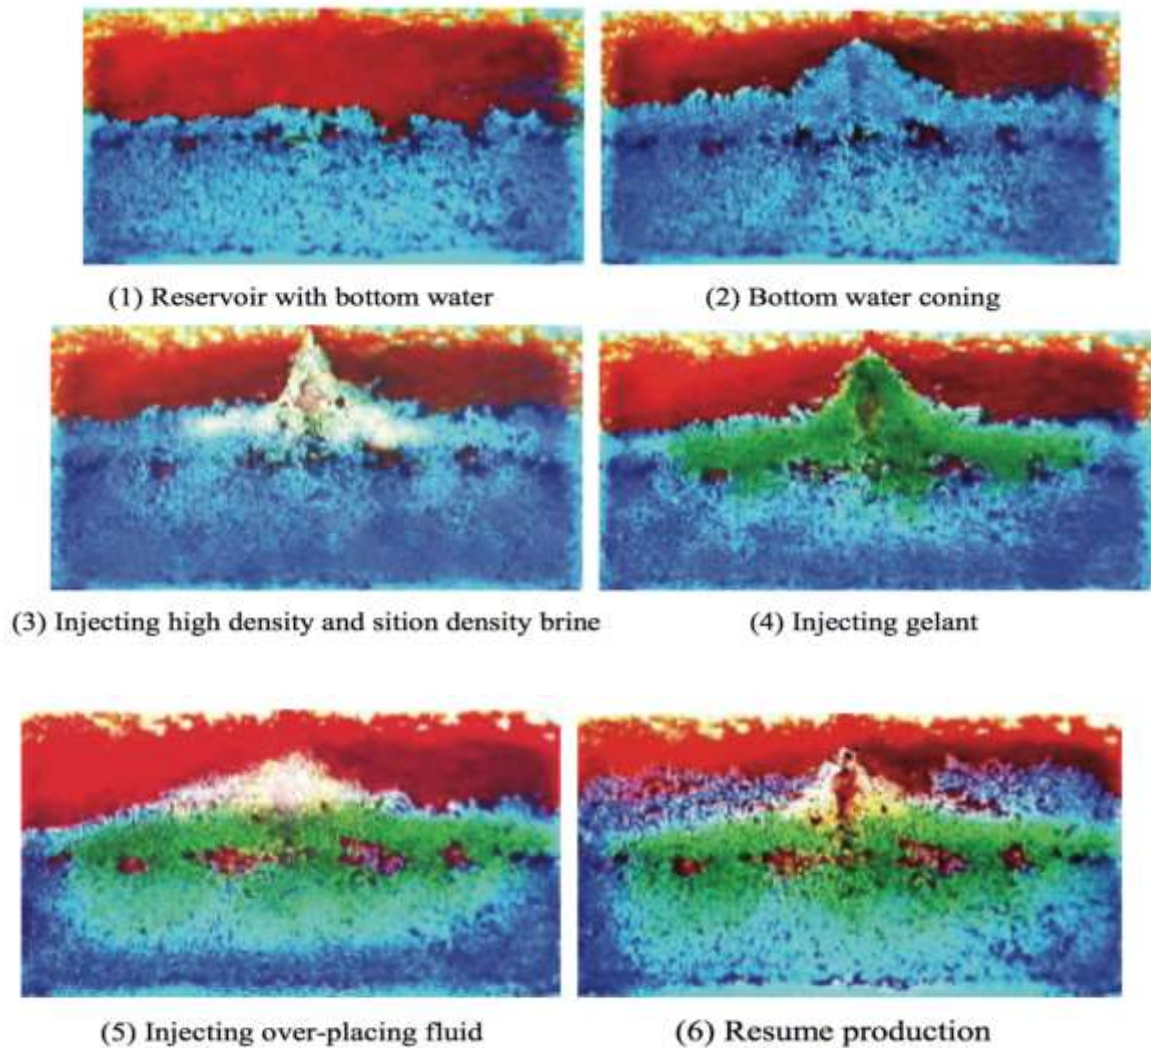 (1) Reservoir with bottom water
(2) Bottom water coning
(3) Injecting high density and sition density brine
(4) Injecting gelant
(5) Injecting over-placing fluid
(6) Resume production